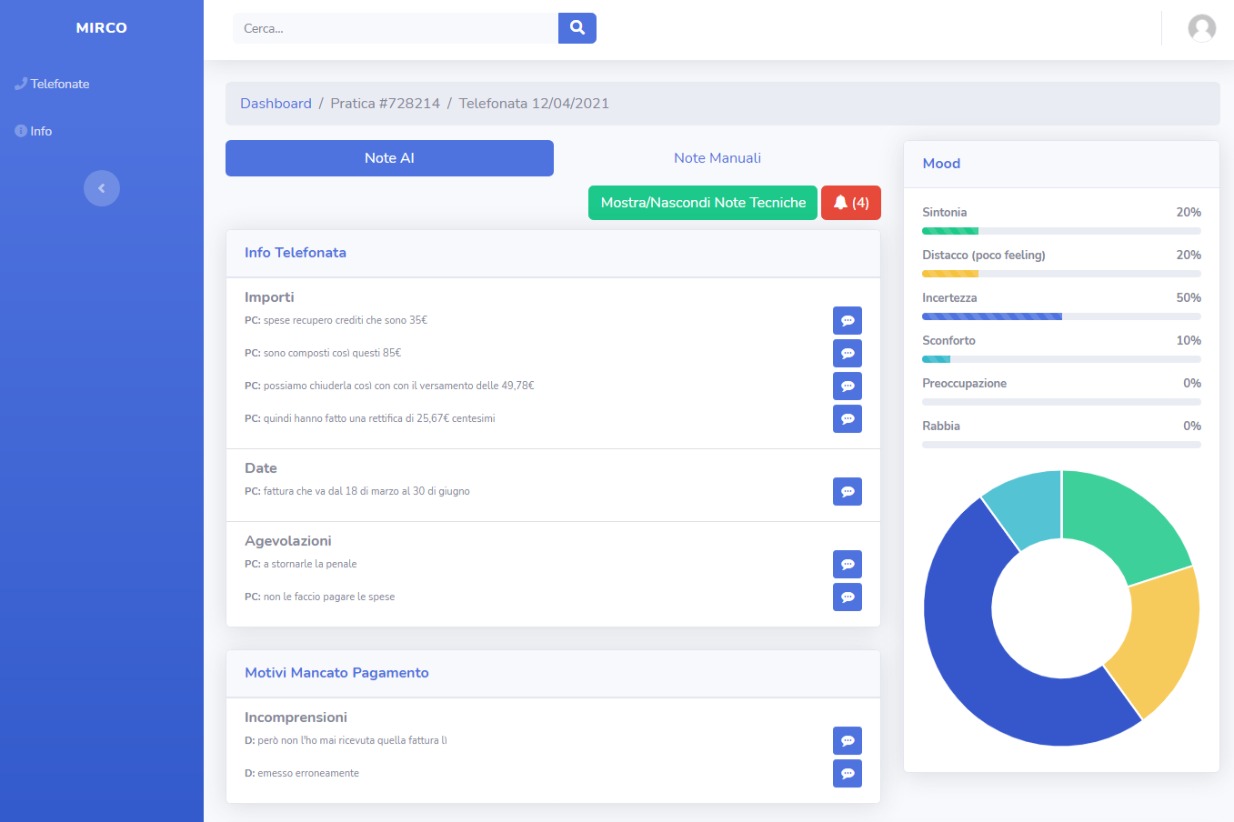 MIRCO
Telefonate
Info
Cerca...
Dashboard / Pratica #728214 / Telefonata 12/04/2021
Note AI
Note Manuali
Mostra/Nascondi Note Tecniche
(4)
Info Telefonata
Importi
PC: spese recupero crediti che sono 35€
PC: sono composti così questi 85€
PC: possiamo chiuderla così con con il versamento delle 49,78€
PC: quindi hanno fatto una rettifica di 25,67€ centesimi
Date
PC: fattura che va dal 18 di marzo al 30 di giugno
Agevolazioni
PC: a stornarle la penale
PC: non le faccio pagare le spese
Motivi Mancato Pagamento
Incomprensioni
D: però non l'ho mai ricevuta quella fattura lì
D: emesso erroneamente
Mood
Sintonia 20%
Distacco (poco feeling) 20%
Incertezza 50%
Sconforto 10%
Preoccupazione 0%
Rabbia 0%